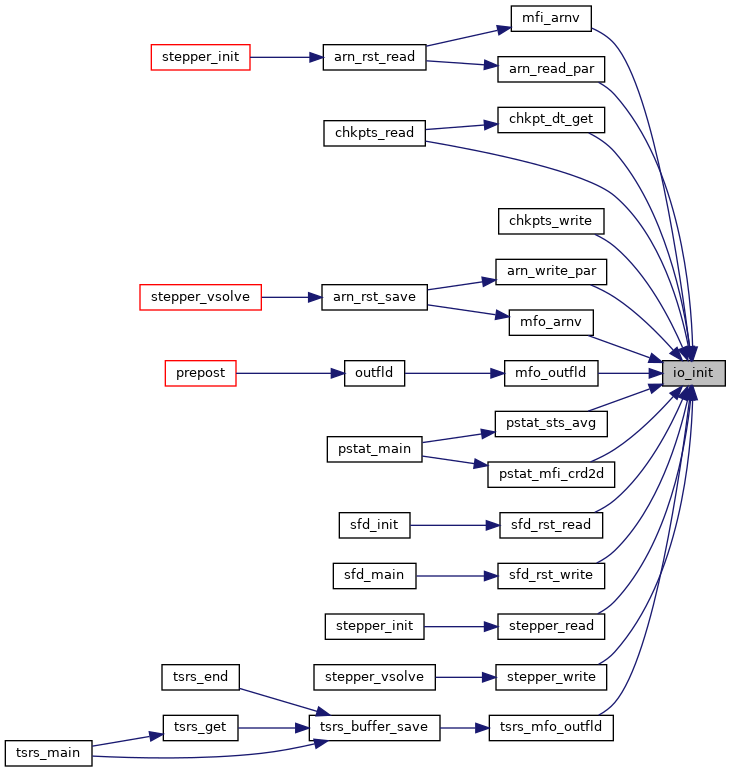 mfi_arnv
stepper_init
arn_rst_read
arn_read_par
chkpt_dt_get
chkpts_read
chkpts_write
arn_write_par
stepper_vsolve
arn_rst_save
mfo_arnv
prepost
outfld
mfo_outfld
io_init
pstat_sts_avg
pstat_main
pstat_mfi_crd2d
sfd_init
sfd_rst_read
sfd_main
sfd_rst_write
stepper_init
stepper_read
tsrs_end
stepper_vsolve
stepper_write
tsrs_get
tsrs_buffer_save
tsrs_mfo_outfld
tsrs_main